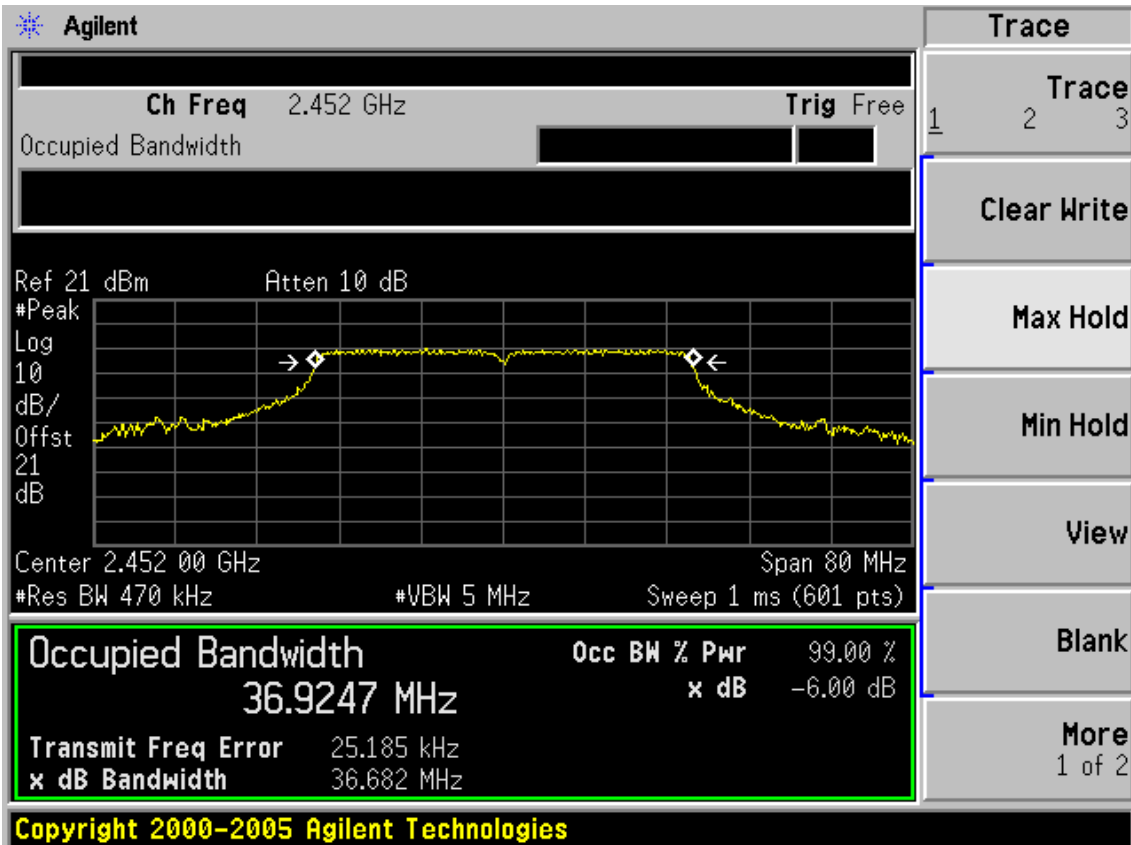 Agilent
Trace
Ch Freq 2.452 GHz Trig Free
Occupied Bandwidth
Trace
1 2 3
Clear Write
Max Hold
Min Hold
View
Blank
More
1 of 2
Ref 21 dBm Atten 10 dB
#Peak
Log
10
dB/
Offst
21
dB
Center 2.452 00 GHz Span 80 MHz
#Res BW 470 kHz #VBW 5 MHz Sweep 1 ms (601 pts)
Occupied Bandwidth
36.9247 MHz
Occ BW % Pwr 99.00 %
x dB -6.00 dB
Transmit Freq Error 25.185 kHz
x dB Bandwidth 36.682 MHz
Copyright 2000-2005 Agilent Technologies